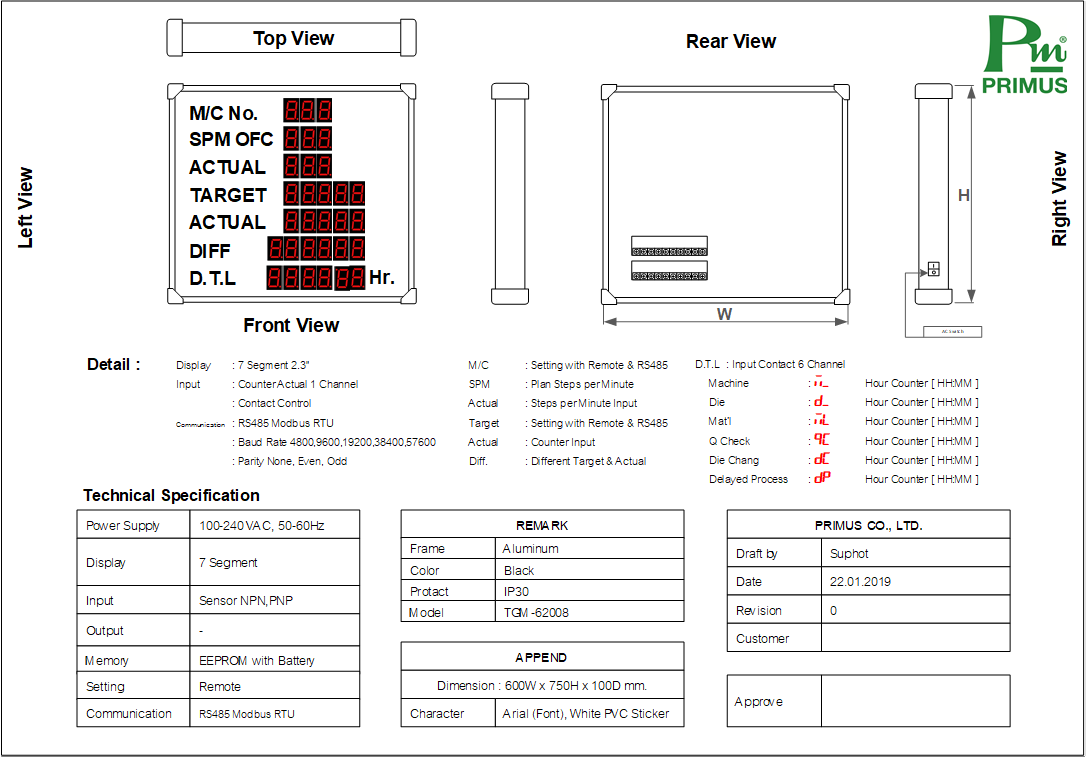 Top View
Rear View
Pm®
PRIMUS
M/C No. 888
SPM OFC 888
ACTUAL 888
TARGET 88888
ACTUAL 88888
DIFF 888888
D.T.L 888888 Hr.
Left View
Right View
H
W
AC switch
Front View
Detail :
Display : 7 Segment 2.3"
Input : Counter Actual 1 Channel
: Contact Control
Communication : RS485 Modbus RTU
: Baud Rate 4800,9600,19200,38400,57600
: Parity None, Even, Odd
M/C : Setting with Remote & RS485
SPM : Plan Steps per Minute
Actual : Steps per Minute Input
Target : Setting with Remote & RS485
Actual : Counter Input
Diff. : Different Target & Actual
D.T.L : Input Contact 6 Channel
Machine : Hour Counter [ HH:MM ]
Die : d_ Hour Counter [ HH:MM ]
Mat'l : Hour Counter [ HH:MM ]
Q Check : qC Hour Counter [ HH:MM ]
Die Chang : dC Hour Counter [ HH:MM ]
Delayed Process : dP Hour Counter [ HH:MM ]
Technical Specification
Power Supply 100-240 VAC, 50-60Hz
Display 7 Segment
Input Sensor NPN,PNP
Output -
Memory EEPROM with Battery
Setting Remote
Communication RS485 Modbus RTU
REMARK
Frame Aluminum
Color Black
Protact IP30
Model TGM-62008
APPEND
Dimension : 600W x 750H x 100D mm.
Character Arial (Font), White PVC Sticker
PRIMUS CO., LTD.
Draft by Suphot
Date 22.01.2019
Revision 0
Customer
Approve